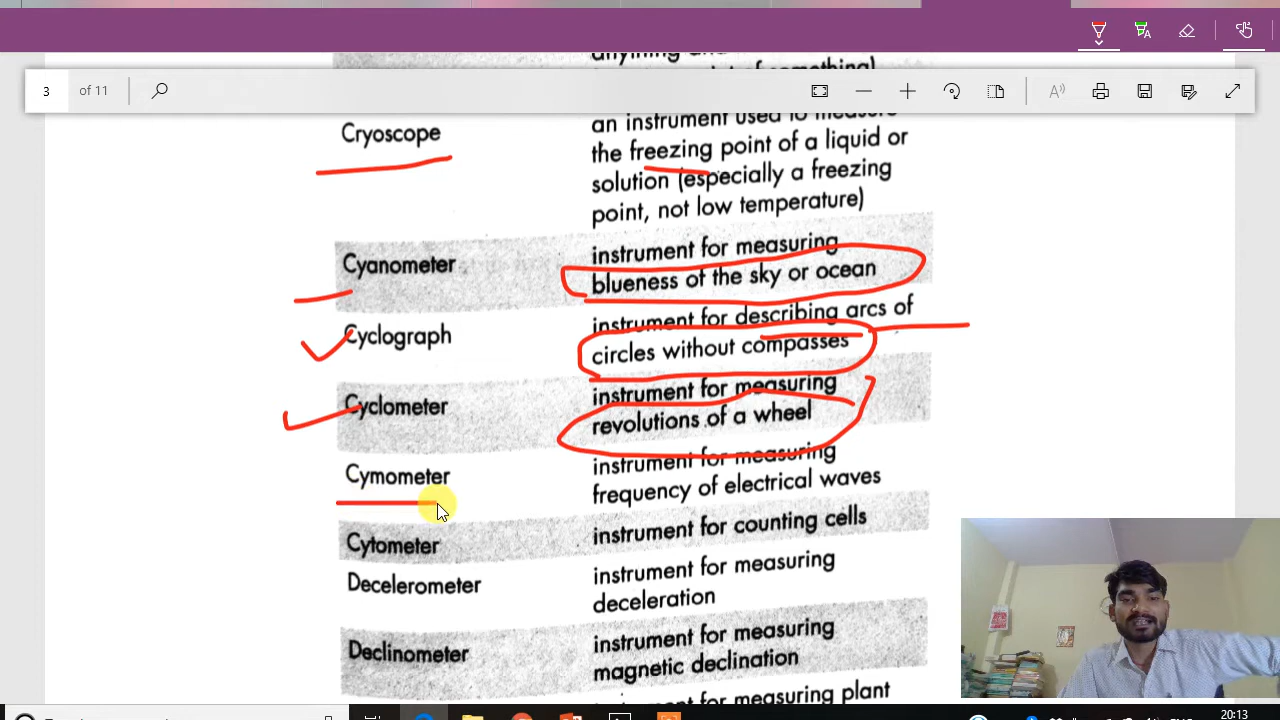 3 of 11
anything and
Cryoscope
an instrument used to measure
the freezing point of a liquid or
solution (especially a freezing
point, not low temperature)
Cyanometer
instrument for measuring
blueness of the sky or ocean
Cyclograph
instrument for describing arcs of
circles without compasses
Cyclometer
instrument for measuring
revolutions of a wheel
Cymometer
instrument for measuring
frequency of electrical waves
Cytometer
instrument for counting cells
Decelerometer
instrument for measuring
deceleration
Declinometer
instrument for measuring
magnetic declination
for measuring plant
20:13